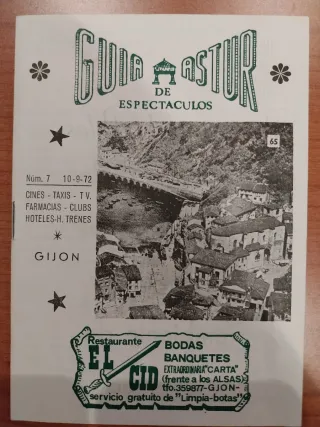 GUIA ASTUR
DE
ESPECTACULOS
65
Núm. 7 10-9-72
CINES - TAXIS - T.V.
FARMACIAS - CLUBS
HOTELES-H. TRENES
GIJON
Restaurante
EL CID
BODAS
BANQUETES
EXTRAORDINARIA "CARTA"
(frente a los ALSAS)
tfo.359877-GIJON-
servicio gratuito de "Limpia-botas"